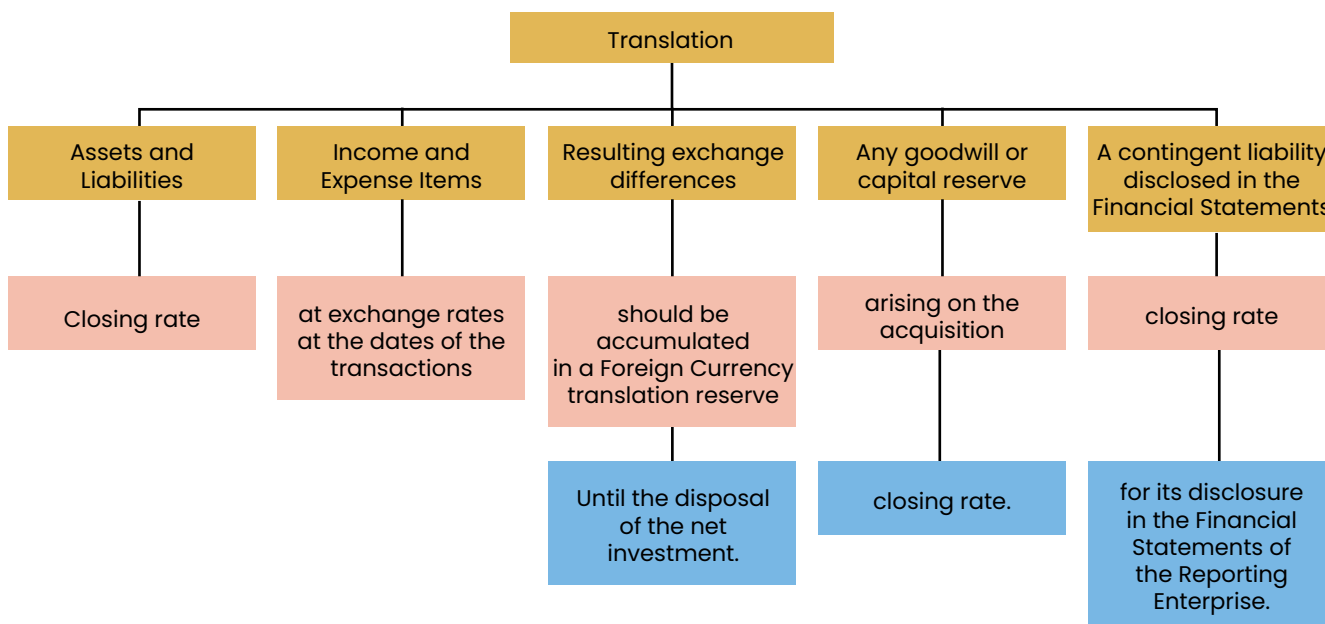 Translation
Assets and
Liabilities
Income and
Expense Items
Resulting exchange
differences
Any goodwill or
capital reserve
A contingent liability
disclosed in the
Financial Statements
Closing rate
at exchange rates
at the dates of the
transactions
should be
accumulated
in a Foreign Currency
translation reserve
arising on the
acquisition
closing rate
Until the disposal
of the net
investment.
closing rate.
for its disclosure
in the Financial
Statements of
the Reporting
Enterprise.